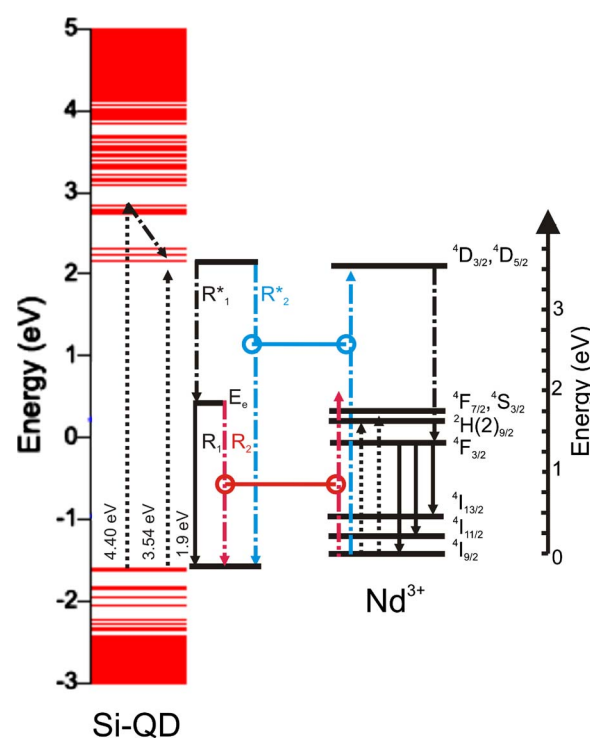 5
4
3
2
1
0
-1
-2
-3
Energy (eV)
4.40 eV
3.54 eV
1.9 eV
R*₁
R*₂
Eₑ
R₁
R₂
⁴D₃/₂,⁴D₅/₂
⁴F₇/₂,⁴S₃/₂
²H(2)₉/₂
⁴F₃/₂
⁴I₁₃/₂
⁴I₁₁/₂
⁴I₉/₂
3
2
1
0
Energy (eV)
Si-QD
Nd³⁺